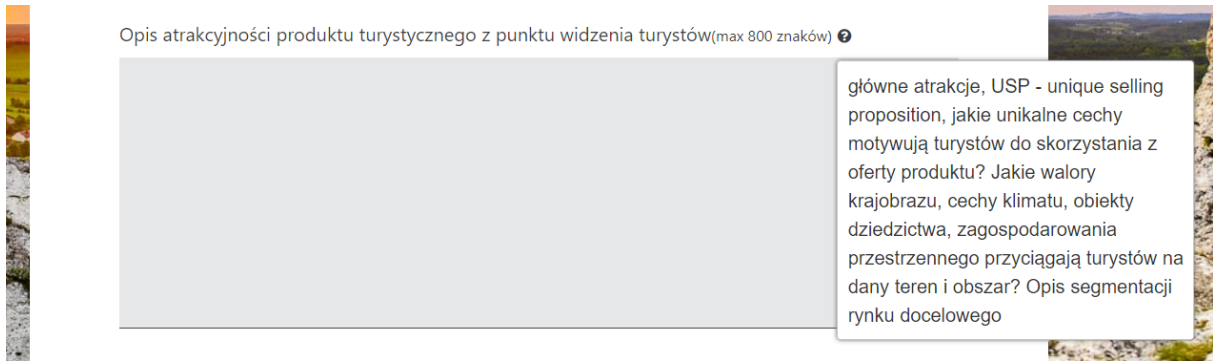 Opis atrakcyjności produktu turystycznego z punktu widzenia turystów(max 800 znaków) ?
główne atrakcje, USP - unique selling
proposition, jakie unikalne cechy
motywują turystów do skorzystania z
oferty produktu? Jakie walory
krajobrazu, cechy klimatu, obiekty
dziedzictwa, zagospodarowania
przestrzennego przyciągają turystów na
dany teren i obszar? Opis segmentacji
rynku docelowego